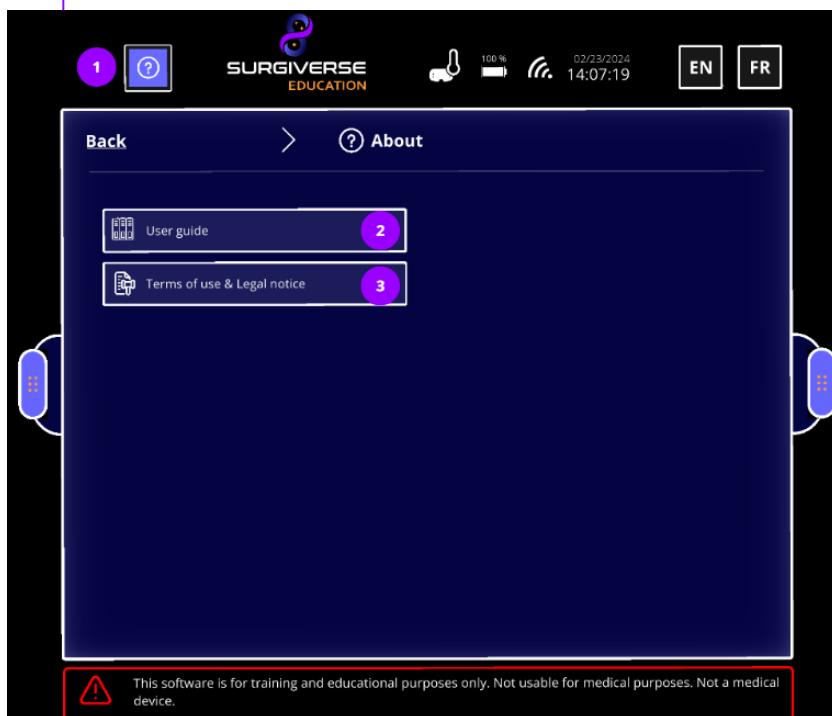 1
SURGIVERSE
EDUCATION
100 %
02/23/2024
14:07:19
EN
FR
Back
About
User guide
2
Terms of use & Legal notice
3
This software is for training and educational purposes only. Not usable for medical purposes. Not a medical
device.